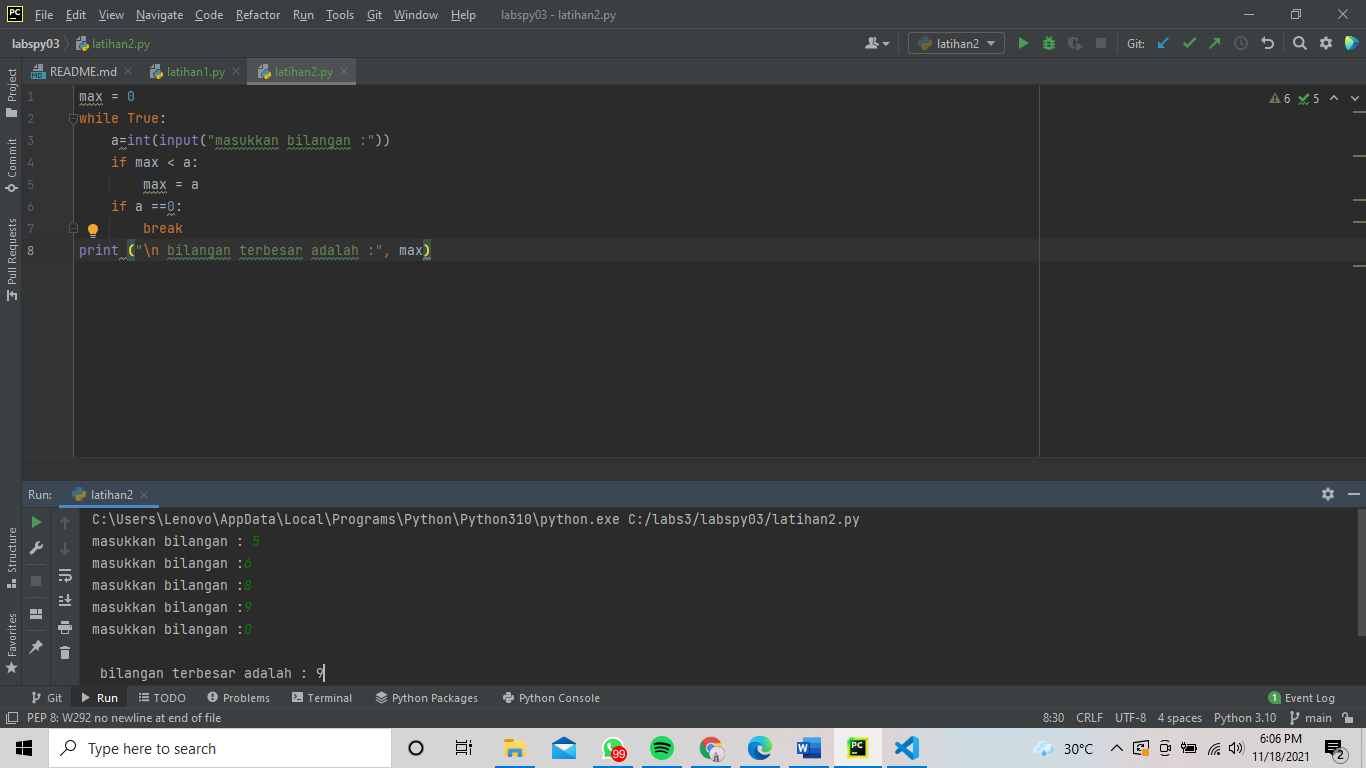 File Edit View Navigate Code Refactor Run Tools Git Window Help labspy03 - latihan2.py
labspy03 latihan2.py latihan2 Git:
README.md latihan1.py latihan2.py
Project
Commit
Pull Requests
Structure
Favorites
6 5
1 max = 0
2 while True:
3 a=int(input("masukkan bilangan :"))
4 if max < a:
5 max = a
6 if a ==0:
7 break
8 print ("\n bilangan terbesar adalah :", max)
Run: latihan2
C:\Users\Lenovo\AppData\Local\Programs\Python\Python310\python.exe C:/labs3/labspy03/latihan2.py
masukkan bilangan : 5
masukkan bilangan :6
masukkan bilangan :8
masukkan bilangan :9
masukkan bilangan :0
bilangan terbesar adalah : 9
Git Run TODO Problems Terminal Python Packages Python Console 1 Event Log
PEP 8: W292 no newline at end of file 8:30 CRLF UTF-8 4 spaces Python 3.10 main
Type here to search 99 30°C 6:06 PM
11/18/2021 2